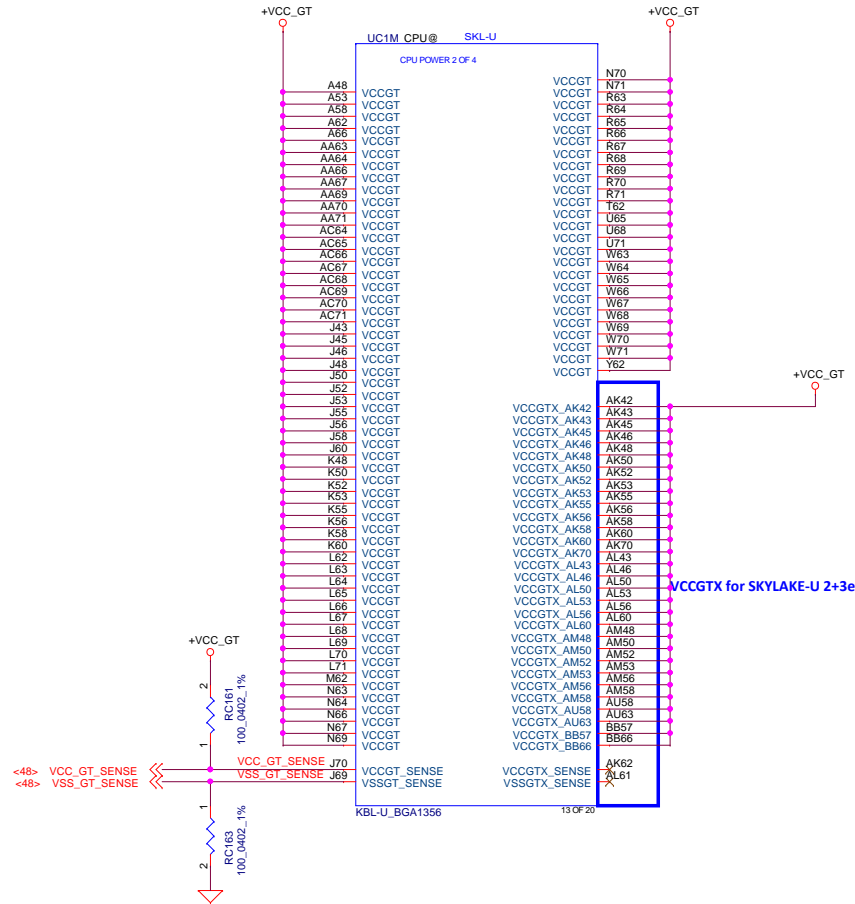 +VCC_GT
+VCC_GT
UC1M CPU@ SKL-U
CPU POWER 2 OF 4
A48 VCCGT
A53 VCCGT
A58 VCCGT
A62 VCCGT
A66 VCCGT
AA63 VCCGT
AA64 VCCGT
AA66 VCCGT
AA67 VCCGT
AA69 VCCGT
AA70 VCCGT
AA71 VCCGT
AC64 VCCGT
AC65 VCCGT
AC66 VCCGT
AC67 VCCGT
AC68 VCCGT
AC69 VCCGT
AC70 VCCGT
AC71 VCCGT
J43 VCCGT
J45 VCCGT
J46 VCCGT
J48 VCCGT
J50 VCCGT
J52 VCCGT
J53 VCCGT
J55 VCCGT
J56 VCCGT
J58 VCCGT
J60 VCCGT
K48 VCCGT
K50 VCCGT
K52 VCCGT
K53 VCCGT
K55 VCCGT
K56 VCCGT
K58 VCCGT
K60 VCCGT
L62 VCCGT
L63 VCCGT
L64 VCCGT
L65 VCCGT
L66 VCCGT
L67 VCCGT
L68 VCCGT
L69 VCCGT
L70 VCCGT
L71 VCCGT
M62 VCCGT
N63 VCCGT
N64 VCCGT
N66 VCCGT
N67 VCCGT
N69 VCCGT
VCCGT N70
VCCGT N71
VCCGT R63
VCCGT R64
VCCGT R65
VCCGT R66
VCCGT R67
VCCGT R68
VCCGT R69
VCCGT R70
VCCGT R71
VCCGT T62
VCCGT U65
VCCGT U68
VCCGT U71
VCCGT W63
VCCGT W64
VCCGT W65
VCCGT W66
VCCGT W67
VCCGT W68
VCCGT W69
VCCGT W70
VCCGT W71
VCCGT Y62
+VCC_GT
VCCGTX_AK42 AK42
VCCGTX_AK43 AK43
VCCGTX_AK45 AK45
VCCGTX_AK46 AK46
VCCGTX_AK48 AK48
VCCGTX_AK50 AK50
VCCGTX_AK52 AK52
VCCGTX_AK53 AK53
VCCGTX_AK55 AK55
VCCGTX_AK56 AK56
VCCGTX_AK58 AK58
VCCGTX_AK60 AK60
VCCGTX_AK70 AK70
VCCGTX_AL43 AL43
VCCGTX_AL46 AL46
VCCGTX_AL50 AL50
VCCGTX_AL53 AL53
VCCGTX_AL56 AL56
VCCGTX_AL60 AL60
VCCGTX_AM48 AM48
VCCGTX_AM50 AM50
VCCGTX_AM52 AM52
VCCGTX_AM53 AM53
VCCGTX_AM56 AM56
VCCGTX_AM58 AM58
VCCGTX_AU58 AU58
VCCGTX_AU63 AU63
VCCGTX_BB57 BB57
VCCGTX_BB66 BB66
VCCGTX for SKYLAKE-U 2+3e
+VCC_GT
2
RC161
100_0402_1%
1
<48> VCC_GT_SENSE VCC_GT_SENSE J70 VCCGT_SENSE
<48> VSS_GT_SENSE VSS_GT_SENSE J69 VSSGT_SENSE
VCCGTX_SENSE AK62
VSSGTX_SENSE AL61
1
RC163
100_0402_1%
2
KBL-U_BGA1356
13 OF 20